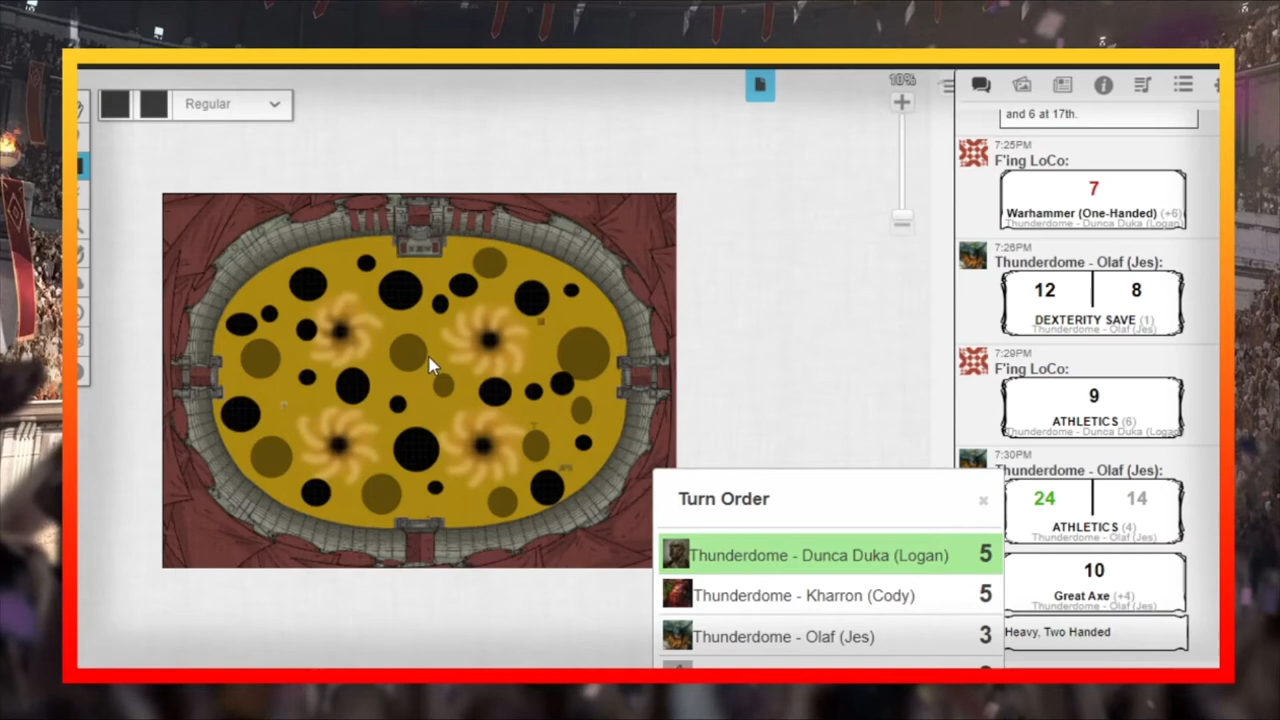 Regular
10%
and 6 at 17th.
7:25PM
F'ing LoCo:
7
Warhammer (One-Handed) (+6)
Thunderdome - Dunca Duka (Logan)
7:26PM
Thunderdome - Olaf (Jes):
12 8
DEXTERITY SAVE (1)
Thunderdome - Olaf (Jes)
7:29PM
F'ing LoCo:
9
ATHLETICS (6)
Thunderdome - Dunca Duka (Logan)
7:30PM
Thunderdome - Olaf (Jes):
24 14
ATHLETICS (4)
Thunderdome - Olaf (Jes)
10
Great Axe (+4)
Thunderdome - Olaf (Jes)
Heavy, Two Handed
Turn Order
Thunderdome - Dunca Duka (Logan) 5
Thunderdome - Kharron (Cody) 5
Thunderdome - Olaf (Jes) 3